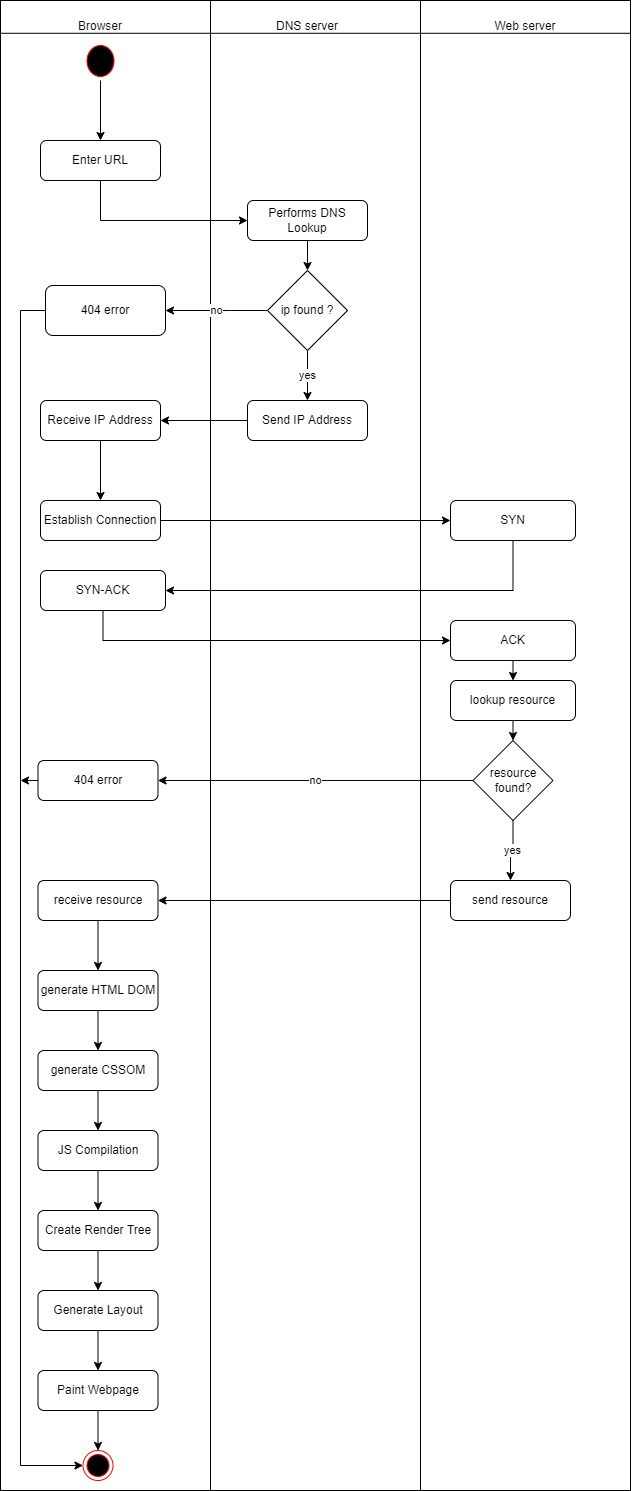 Browser
DNS server
Web server
Enter URL
Performs DNS
Lookup
404 error
no
ip found ?
yes
Receive IP Address
Send IP Address
Establish Connection
SYN
SYN-ACK
ACK
lookup resource
404 error
no
resource
found?
yes
receive resource
send resource
generate HTML DOM
generate CSSOM
JS Compilation
Create Render Tree
Generate Layout
Paint Webpage